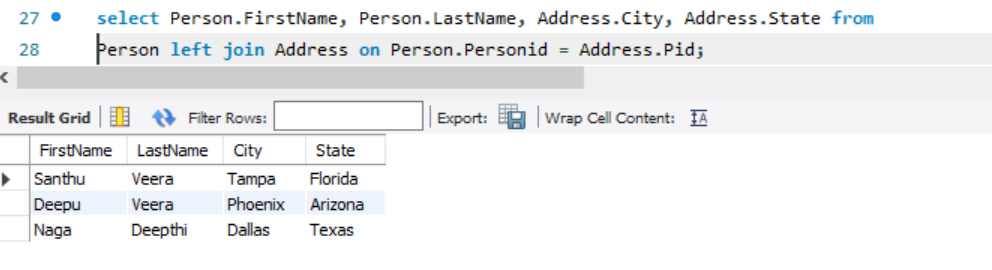 27 select Person.FirstName, Person.LastName, Address.City, Address.State from
28 Person left join Address on Person.Personid = Address.Pid;
Result Grid Filter Rows: Export: Wrap Cell Content: IA
FirstName LastName City State
Santhu Veera Tampa Florida
Deepu Veera Phoenix Arizona
Naga Deepthi Dallas Texas